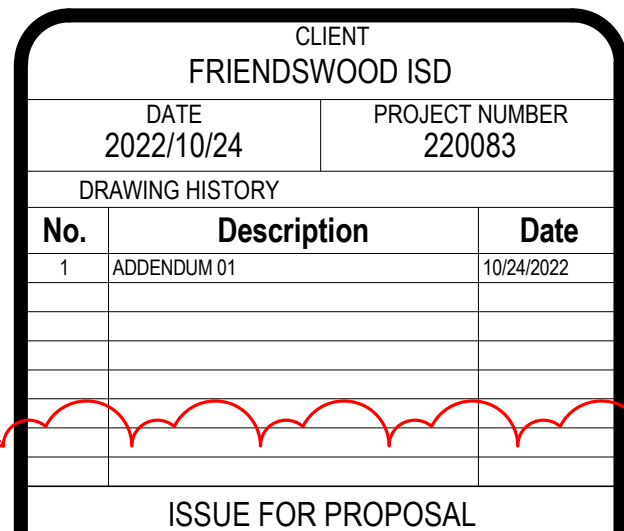 CLIENT
FRIENDSWOOD ISD
DATE PROJECT NUMBER
2022/10/24 220083
DRAWING HISTORY
No. Description Date
1 ADDENDUM 01 10/24/2022
ISSUE FOR PROPOSAL